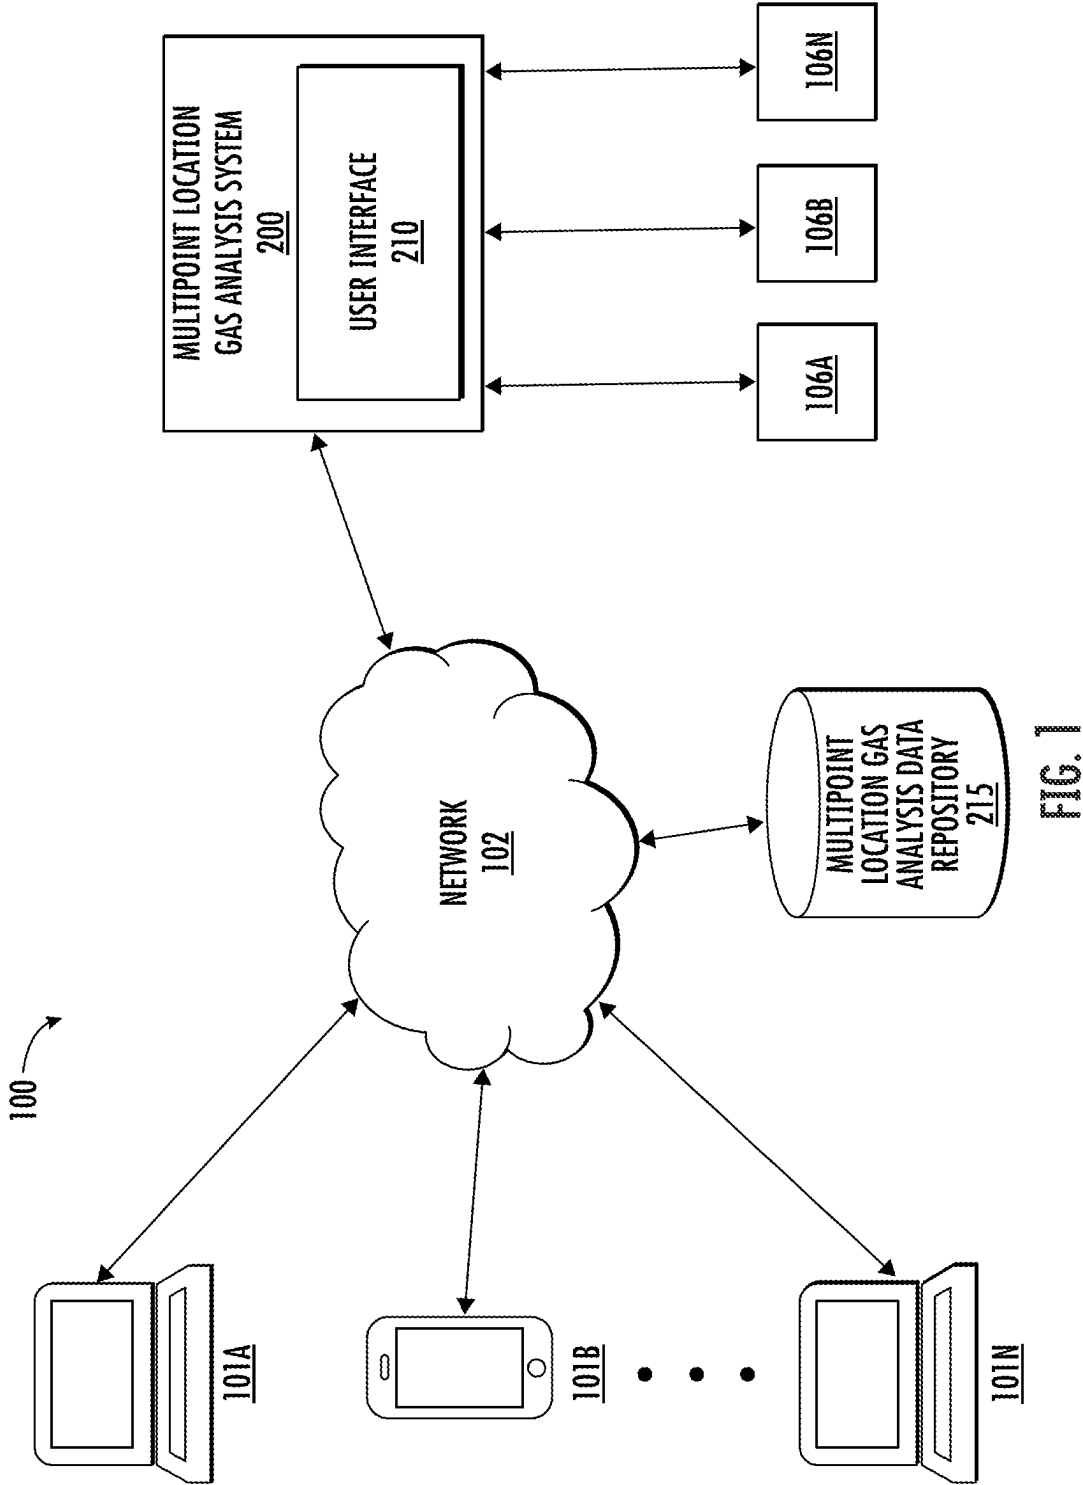 100
101A
101B
101N
NETWORK
102
MULTIPOINT
LOCATION GAS
ANALYSIS DATA
REPOSITORY
215
MULTIPOINT LOCATION
GAS ANALYSIS SYSTEM
200
USER INTERFACE
210
106A
106B
106N
FIG. 1